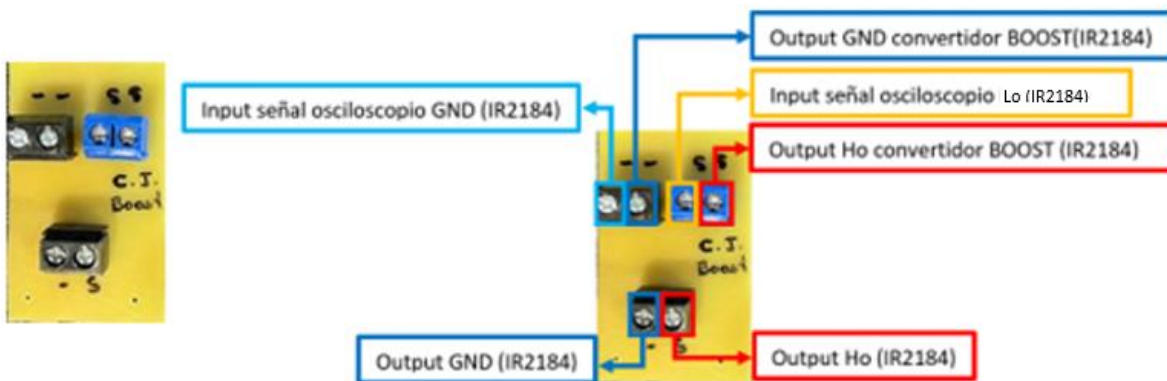 Output GND convertidor BOOST(IR2184)
- - S S
Input señal osciloscopio GND (IR2184)
Input señal osciloscopio Lo (IR2184)
Output Ho convertidor BOOST (IR2184)
- - S S
C.I.
Boost
C.I.
Boost
- S
- S
Output GND (IR2184)
Output Ho (IR2184)